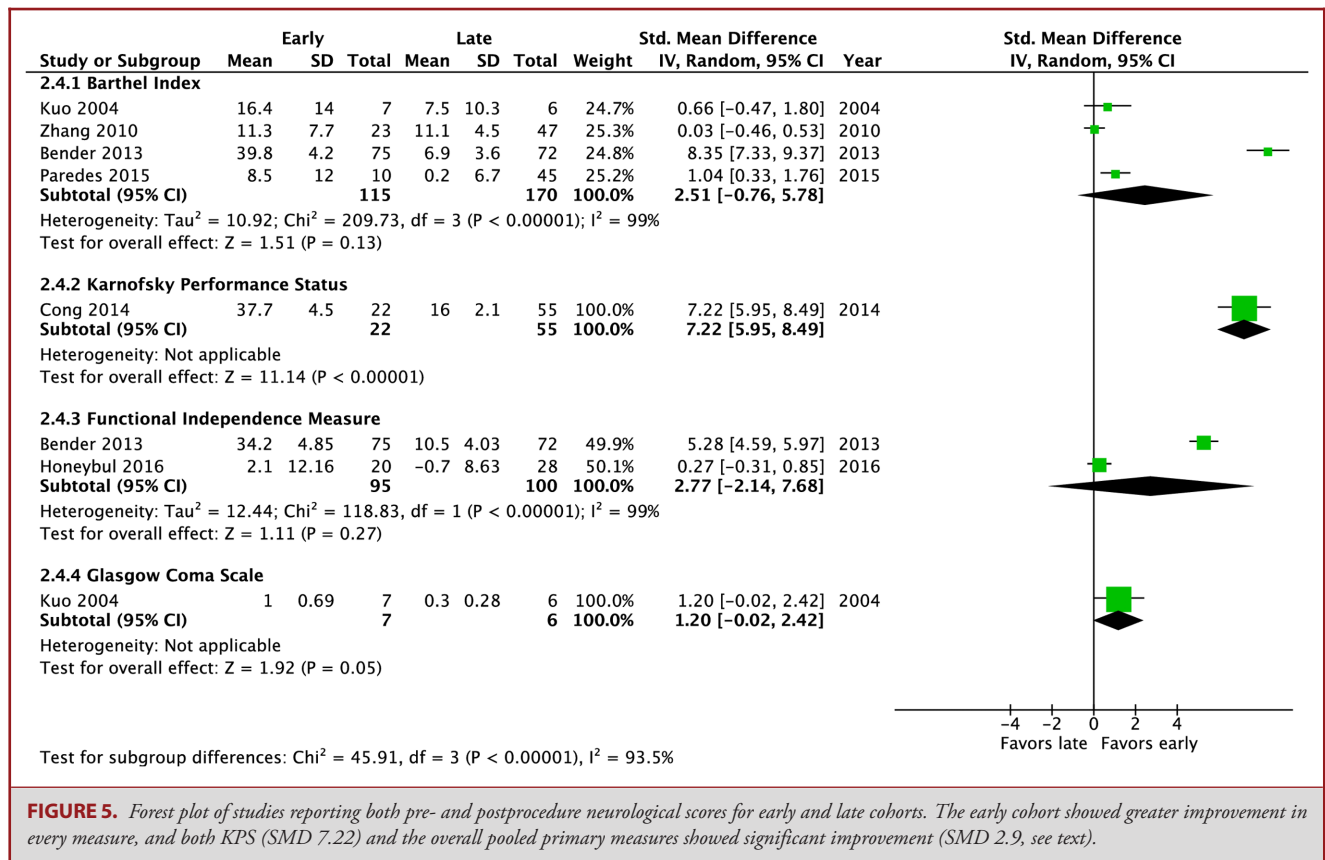 Early Late Std. Mean Difference Std. Mean Difference
Study or Subgroup Mean SD Total Mean SD Total Weight IV, Random, 95% CI Year IV, Random, 95% CI
2.4.1 Barthel Index
Kuo 2004 16.4 14 7 7.5 10.3 6 24.7% 0.66 [−0.47, 1.80] 2004
Zhang 2010 11.3 7.7 23 11.1 4.5 47 25.3% 0.03 [−0.46, 0.53] 2010
Bender 2013 39.8 4.2 75 6.9 3.6 72 24.8% 8.35 [7.33, 9.37] 2013
Paredes 2015 8.5 12 10 0.2 6.7 45 25.2% 1.04 [0.33, 1.76] 2015
Subtotal (95% CI) 115 170 100.0% 2.51 [−0.76, 5.78]
Heterogeneity: Tau² = 10.92; Chi² = 209.73, df = 3 (P < 0.00001); I² = 99%
Test for overall effect: Z = 1.51 (P = 0.13)
2.4.2 Karnofsky Performance Status
Cong 2014 37.7 4.5 22 16 2.1 55 100.0% 7.22 [5.95, 8.49] 2014
Subtotal (95% CI) 22 55 100.0% 7.22 [5.95, 8.49]
Heterogeneity: Not applicable
Test for overall effect: Z = 11.14 (P < 0.00001)
2.4.3 Functional Independence Measure
Bender 2013 34.2 4.85 75 10.5 4.03 72 49.9% 5.28 [4.59, 5.97] 2013
Honeybul 2016 2.1 12.16 20 −0.7 8.63 28 50.1% 0.27 [−0.31, 0.85] 2016
Subtotal (95% CI) 95 100 100.0% 2.77 [−2.14, 7.68]
Heterogeneity: Tau² = 12.44; Chi² = 118.83, df = 1 (P < 0.00001); I² = 99%
Test for overall effect: Z = 1.11 (P = 0.27)
2.4.4 Glasgow Coma Scale
Kuo 2004 1 0.69 7 0.3 0.28 6 100.0% 1.20 [−0.02, 2.42] 2004
Subtotal (95% CI) 7 6 100.0% 1.20 [−0.02, 2.42]
Heterogeneity: Not applicable
Test for overall effect: Z = 1.92 (P = 0.05)
−4 −2 0 2 4
Favors late Favors early
Test for subgroup differences: Chi² = 45.91, df = 3 (P < 0.00001), I² = 93.5%
FIGURE 5. Forest plot of studies reporting both pre- and postprocedure neurological scores for early and late cohorts. The early cohort showed greater improvement in
every measure, and both KPS (SMD 7.22) and the overall pooled primary measures showed significant improvement (SMD 2.9, see text).